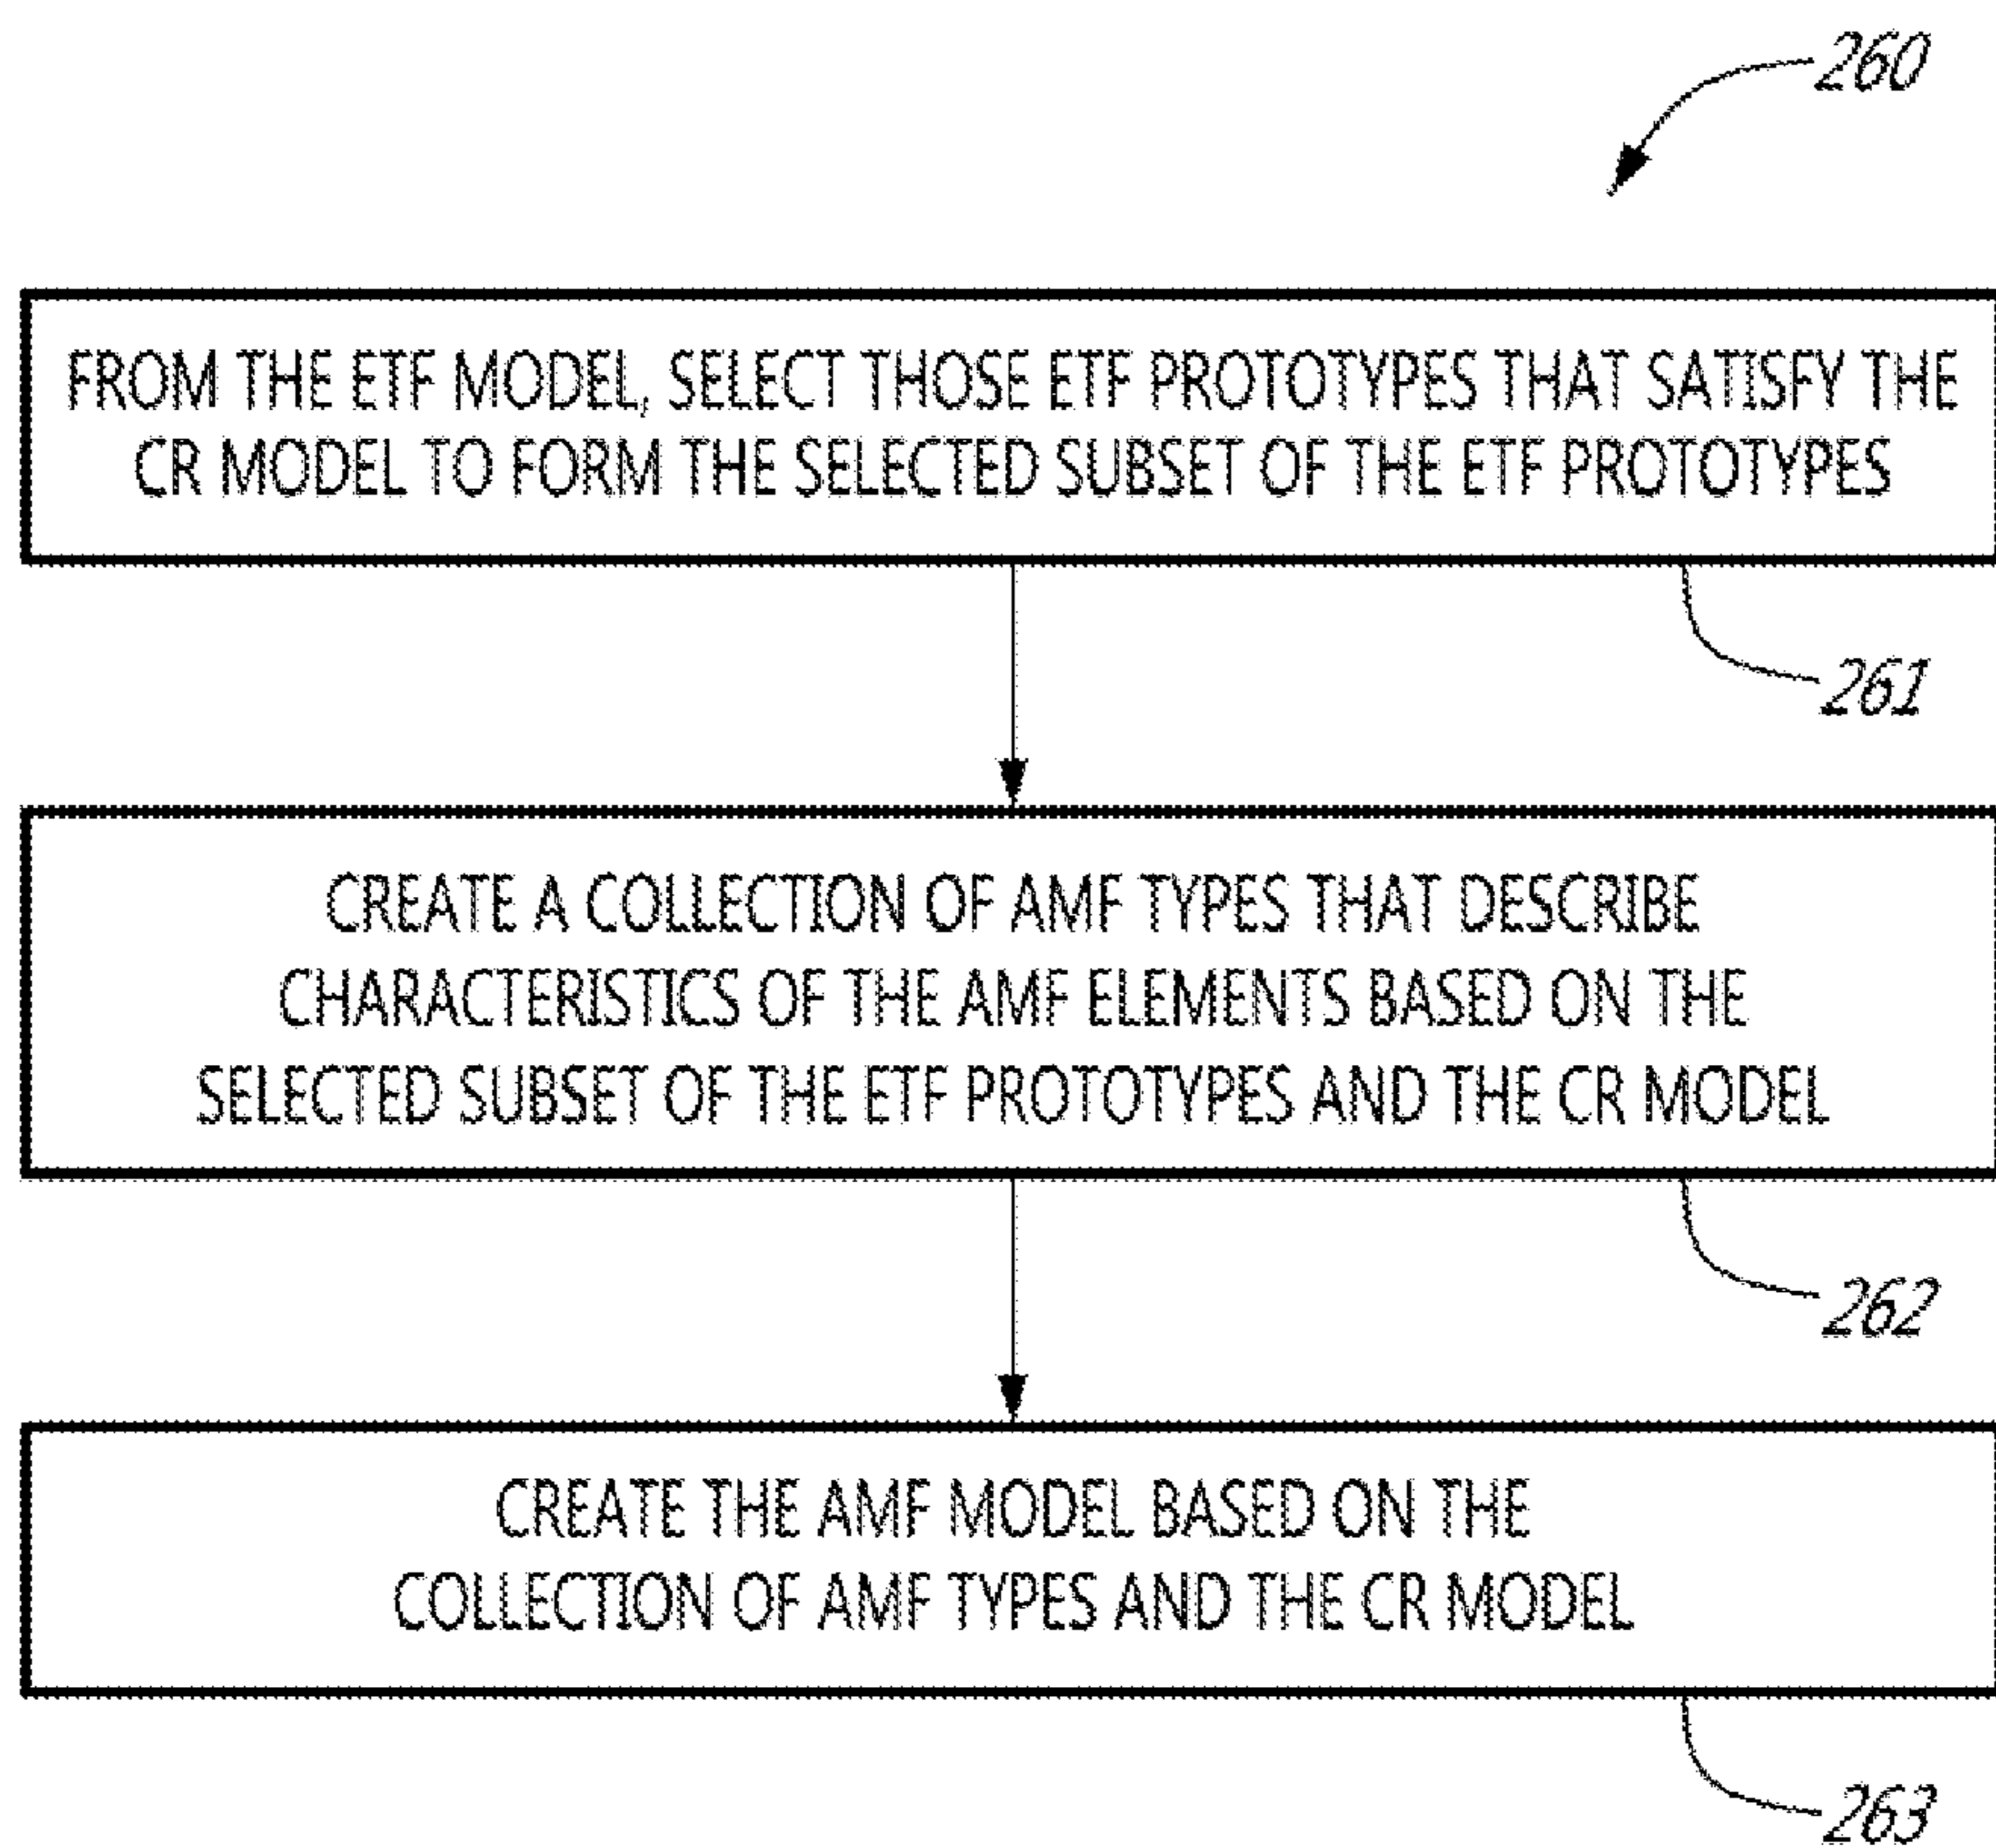 260
FROM THE ETF MODEL, SELECT THOSE ETF PROTOTYPES THAT SATISFY THE
CR MODEL TO FORM THE SELECTED SUBSET OF THE ETF PROTOTYPES
261
CREATE A COLLECTION OF AMF TYPES THAT DESCRIBE
CHARACTERISTICS OF THE AMF ELEMENTS BASED ON THE
SELECTED SUBSET OF THE ETF PROTOTYPES AND THE CR MODEL
262
CREATE THE AMF MODEL BASED ON THE
COLLECTION OF AMF TYPES AND THE CR MODEL
263